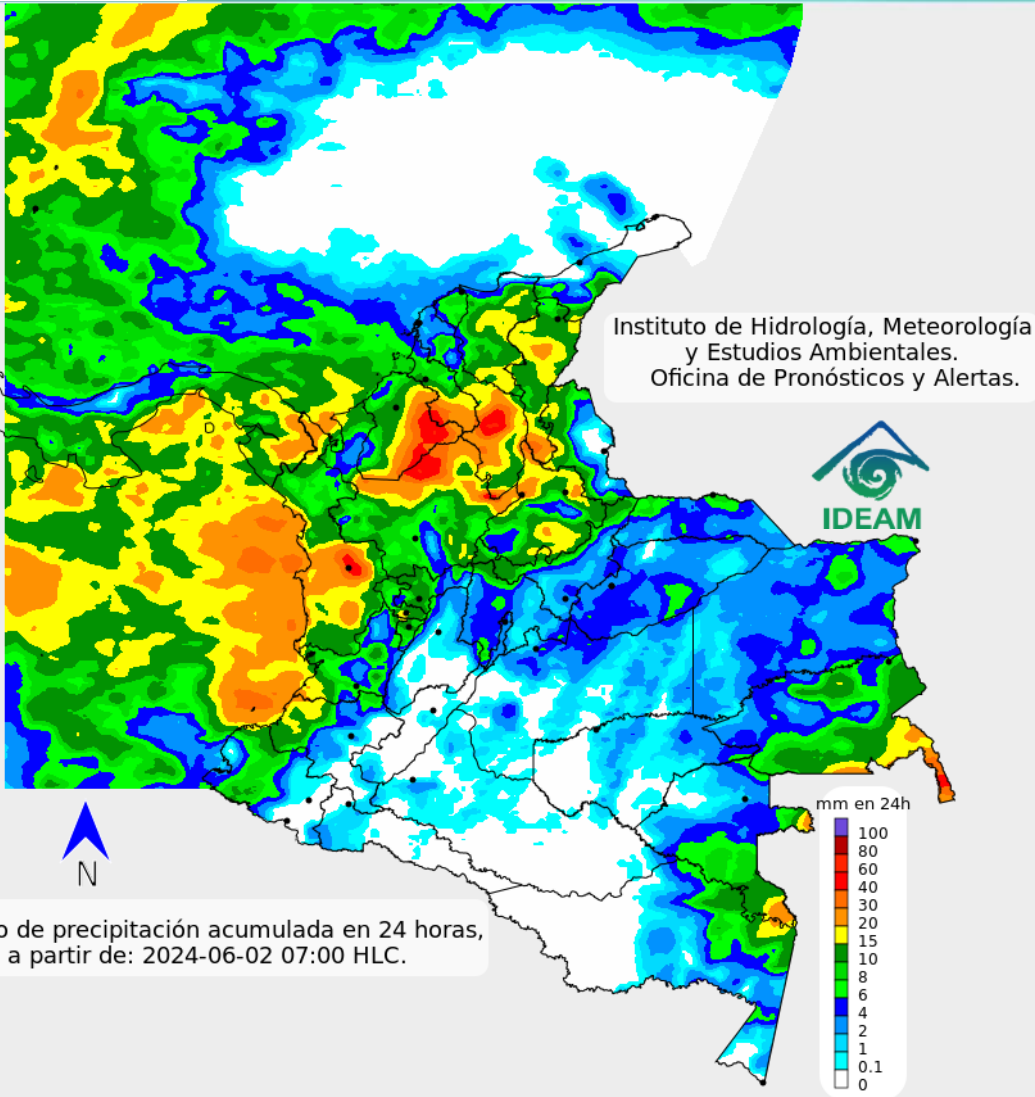 Instituto de Hidrología, Meteorología
y Estudios Ambientales.
Oficina de Pronósticos y Alertas.
IDEAM
mm en 24h
100
80
60
40
30
20
15
10
8
6
4
2
1
0.1
0
N
de precipitación acumulada en 24 horas,
a partir de: 2024-06-02 07:00 HLC.